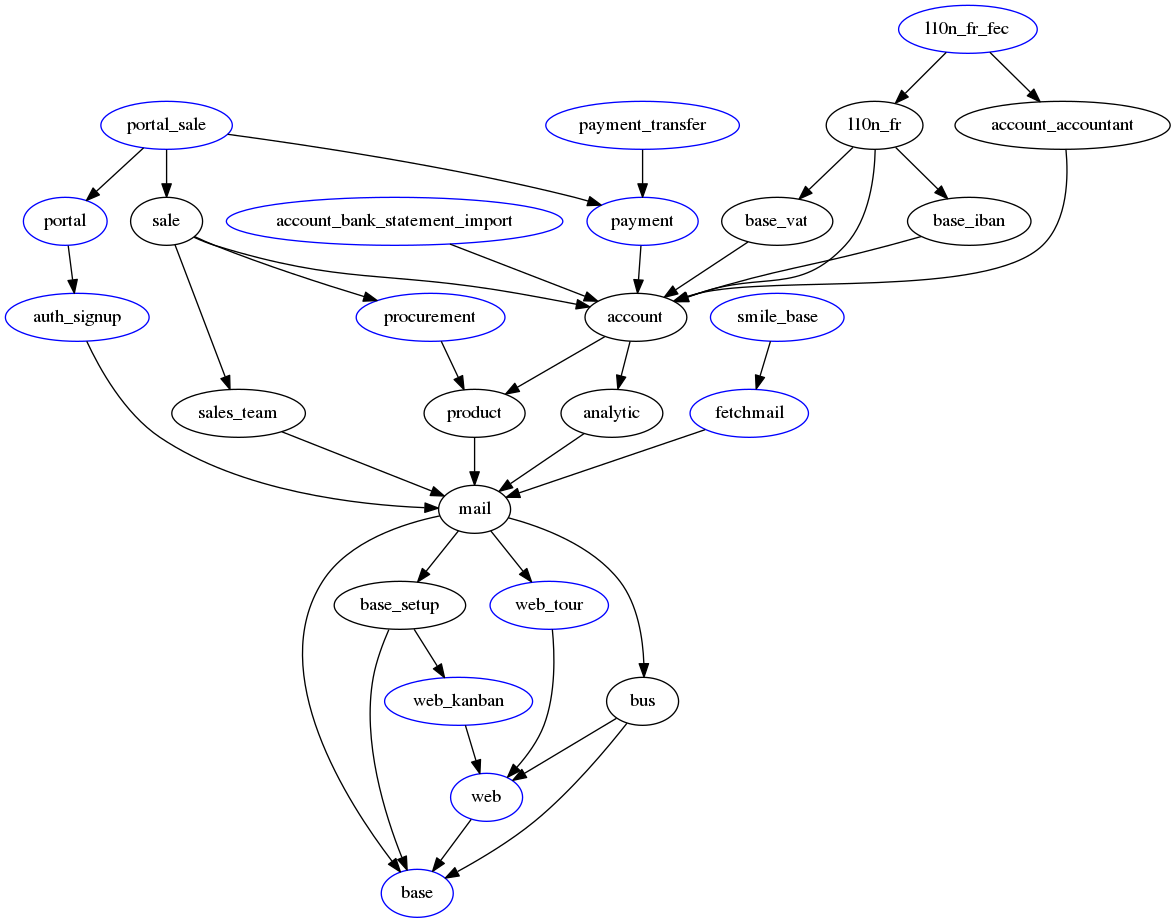 l10n_fr_fec
portal_sale
payment_transfer
l10n_fr
account_accountant
portal
sale
account_bank_statement_import
payment
base_vat
base_iban
auth_signup
procurement
account
smile_base
sales_team
product
analytic
fetchmail
mail
base_setup
web_tour
web_kanban
bus
web
base